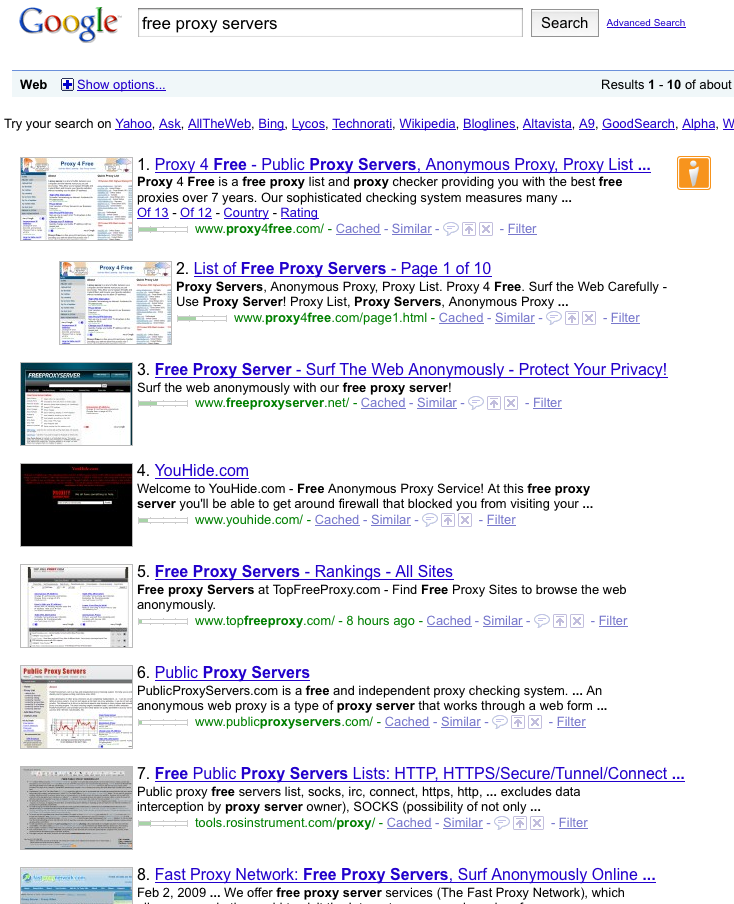 Google
free proxy servers
Search
Advanced Search
Web Show options...
Results 1 - 10 of about
Try your search on Yahoo, Ask, AllTheWeb, Bing, Lycos, Technorati, Wikipedia, Bloglines, Altavista, A9, GoodSearch, Alpha, W
Proxy 4 Free
1. Proxy 4 Free - Public Proxy Servers, Anonymous Proxy, Proxy List ...
Proxy 4 Free is a free proxy list and proxy checker providing you with the best free
proxies over 7 years. Our sophisticated checking system measures many ...
Of 13 - Of 12 - Country - Rating
www.proxy4free.com/ - Cached - Similar - - Filter
Proxy 4 Free
2. List of Free Proxy Servers - Page 1 of 10
Proxy Servers, Anonymous Proxy, Proxy List. Proxy 4 Free. Surf the Web Carefully -
Use Proxy Server! Proxy List, Proxy Servers, Anonymous Proxy ...
www.proxy4free.com/page1.html - Cached - Similar - - Filter
FREEPROXYSERVER
3. Free Proxy Server - Surf The Web Anonymously - Protect Your Privacy!
Surf the web anonymously with our free proxy server!
www.freeproxyserver.net/ - Cached - Similar - - Filter
YouHide.com
4. YouHide.com
Welcome to YouHide.com - Free Anonymous Proxy Service! At this free proxy
server you'll be able to get around firewall that blocked you from visiting your ...
www.youhide.com/ - Cached - Similar - - Filter
5. Free Proxy Servers - Rankings - All Sites
Free proxy Servers at TopFreeProxy.com - Find Free Proxy Sites to browse the web
anonymously.
www.topfreeproxy.com/ - 8 hours ago - Cached - Similar - - Filter
Public Proxy Servers
6. Public Proxy Servers
PublicProxyServers.com is a free and independent proxy checking system. ... An
anonymous web proxy is a type of proxy server that works through a web form ...
www.publicproxyservers.com/ - Cached - Similar - - Filter
7. Free Public Proxy Servers Lists: HTTP, HTTPS/Secure/Tunnel/Connect ...
Public proxy free servers list, socks, irc, connect, https, http, ... excludes data
interception by proxy server owner), SOCKS (possibility of not only ...
tools.rosinstrument.com/proxy/ - Cached - Similar - - Filter
8. Fast Proxy Network: Free Proxy Servers, Surf Anonymously Online ...
Feb 2, 2009 ... We offer free proxy server services (The Fast Proxy Network), which